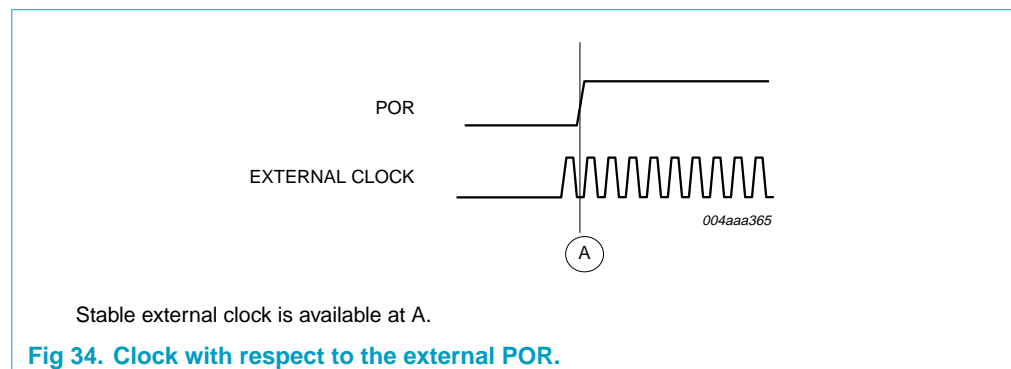 POR
EXTERNAL CLOCK
004aaa365
A
Stable external clock is available at A.
Fig 34. Clock with respect to the external POR.